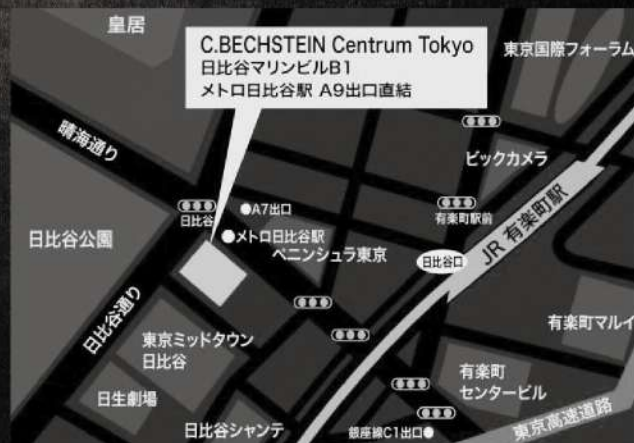 皇居
C.BECHSTEIN Centrum Tokyo
日比谷マリンビルB1
メトロ日比谷駅 A9出口直結
東京国際フォーラム
晴海通り
ビックカメラ
日比谷
A7出口
有楽町駅前
JR 有楽町駅
日比谷公園
メトロ日比谷駅
ペニンシュラ東京
日比谷口
日比谷通り
東京ミッドタウン
日比谷
有楽町マルイ
有楽町
センタービル
日生劇場
日比谷シャンテ
銀座線C1出口
東京高速道路